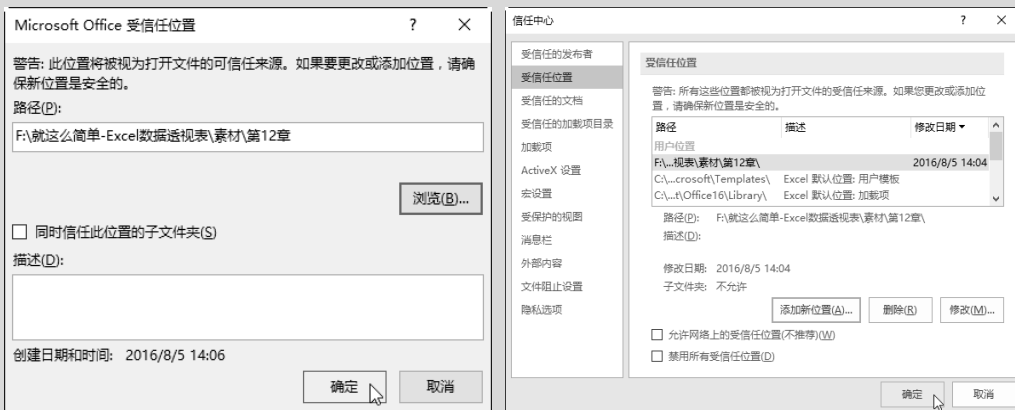 Microsoft Office 受信任位置
?
×
警告: 此位置将被视为打开文件的可信任来源。如果要更改或添加位置，请确
保新位置是安全的。
路径(P):
F:\就这么简单-Excel数据透视表\素材\第12章
浏览(B)...
同时信任此位置的子文件夹(S)
描述(D):
创建日期和时间: 2016/8/5 14:06
确定
取消
信任中心
?
×
受信任的发布者
受信任位置
受信任的文档
受信任的加载项目录
加载项
ActiveX 设置
宏设置
受保护的视图
消息栏
外部内容
文件阻止设置
隐私选项
受信任位置
警告: 所有这些位置都被视为打开文件的受信任来源。如果您更改或添加位
置，请确保新位置是安全的。
路径 描述 修改日期
用户位置
F:\...视表\素材\第12章\ 2016/8/5 14:04
C:\...crosoft\Templates\ Excel 默认位置: 用户模板
C:\...t\Office16\Library\ Excel 默认位置: 加载项
路径(P): F:\就这么简单-Excel数据透视表\素材\第12章\
描述(D):
修改日期: 2016/8/5 14:04
子文件夹: 不允许
添加新位置(A)... 删除(R) 修改(M)...
允许网络上的受信任位置(不推荐)(W)
禁用所有受信任位置(D)
确定
取消